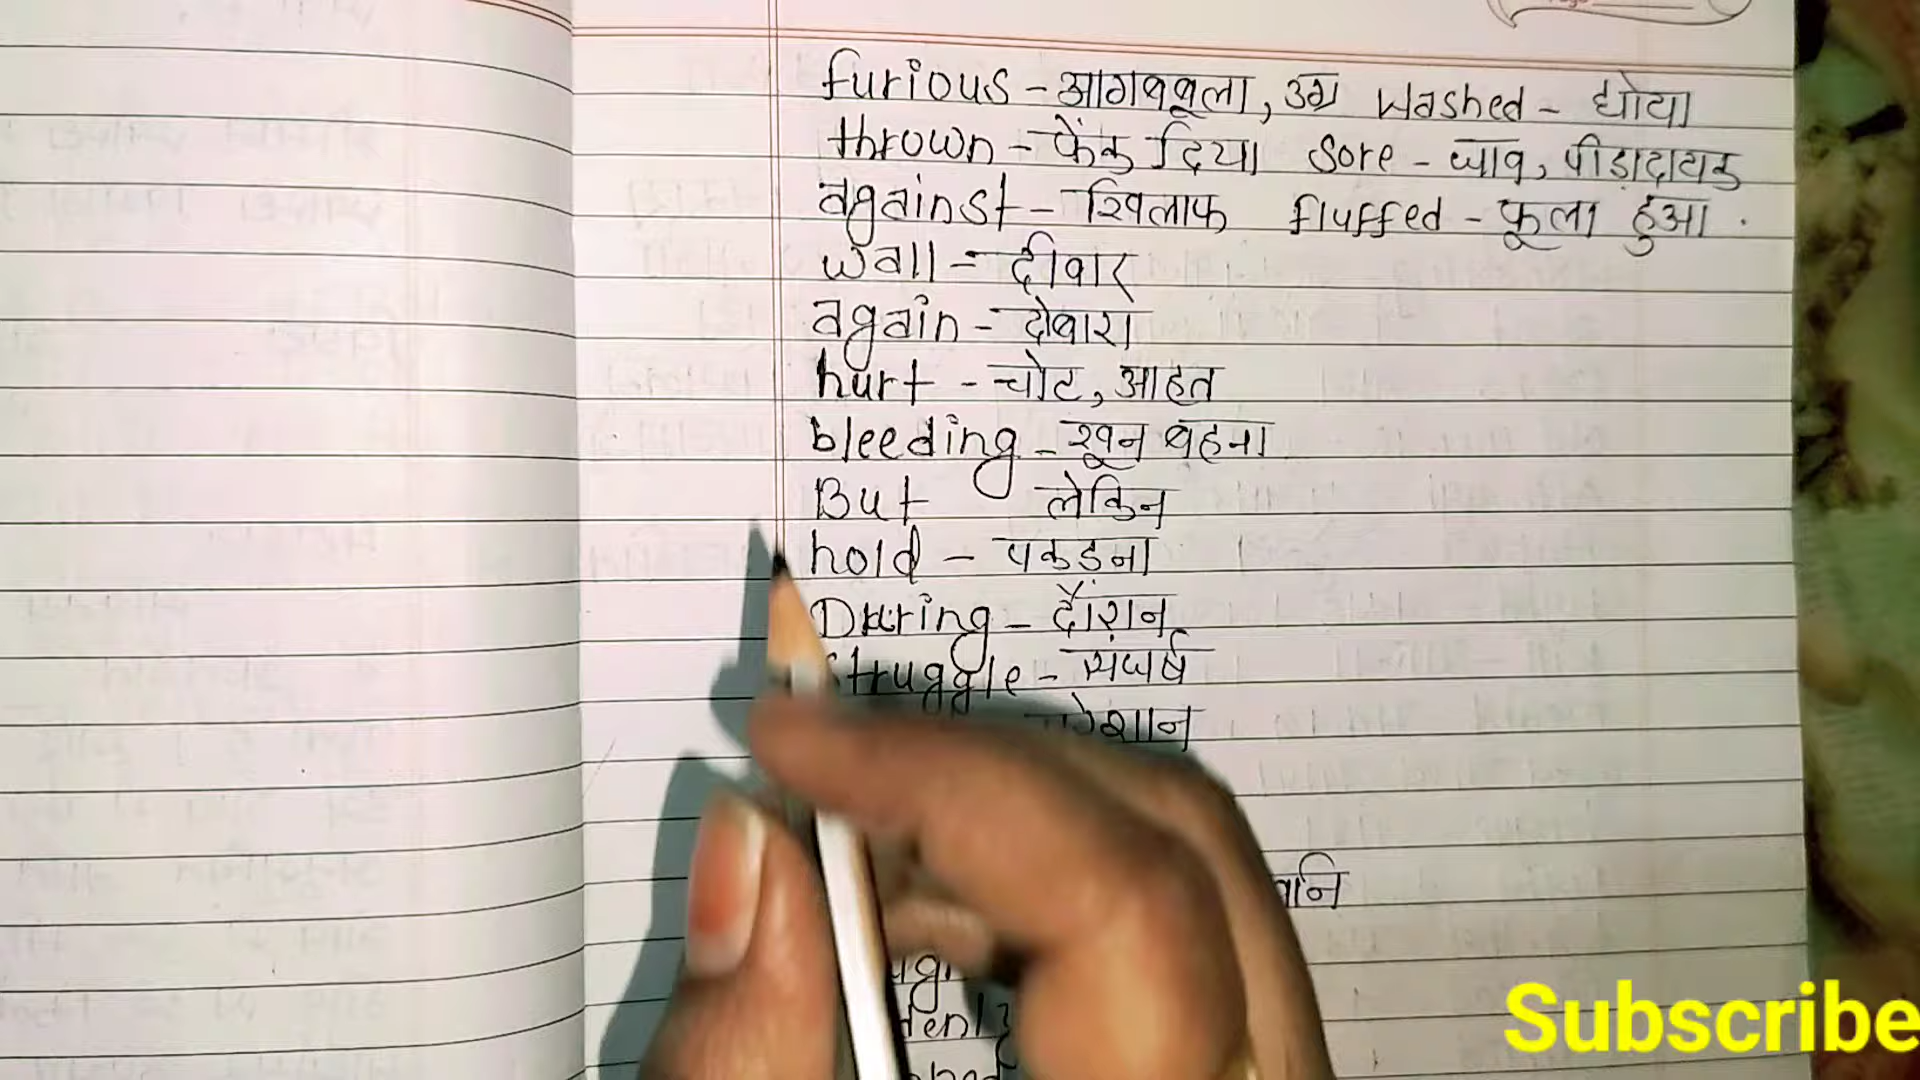 furious - आगबबूला, उग्र washed - धोया
thrown - फेंक दिया sore - घाव, पीड़ादायक
against - खिलाफ fluffed - फूला हुआ .
wall - दीवार
again - दोबारा
hurt - चोट, आहत
bleeding - खून बहना
But लेकिन
hold - पकडना
During - दौरान
struggle - संघर्ष
Subscribe